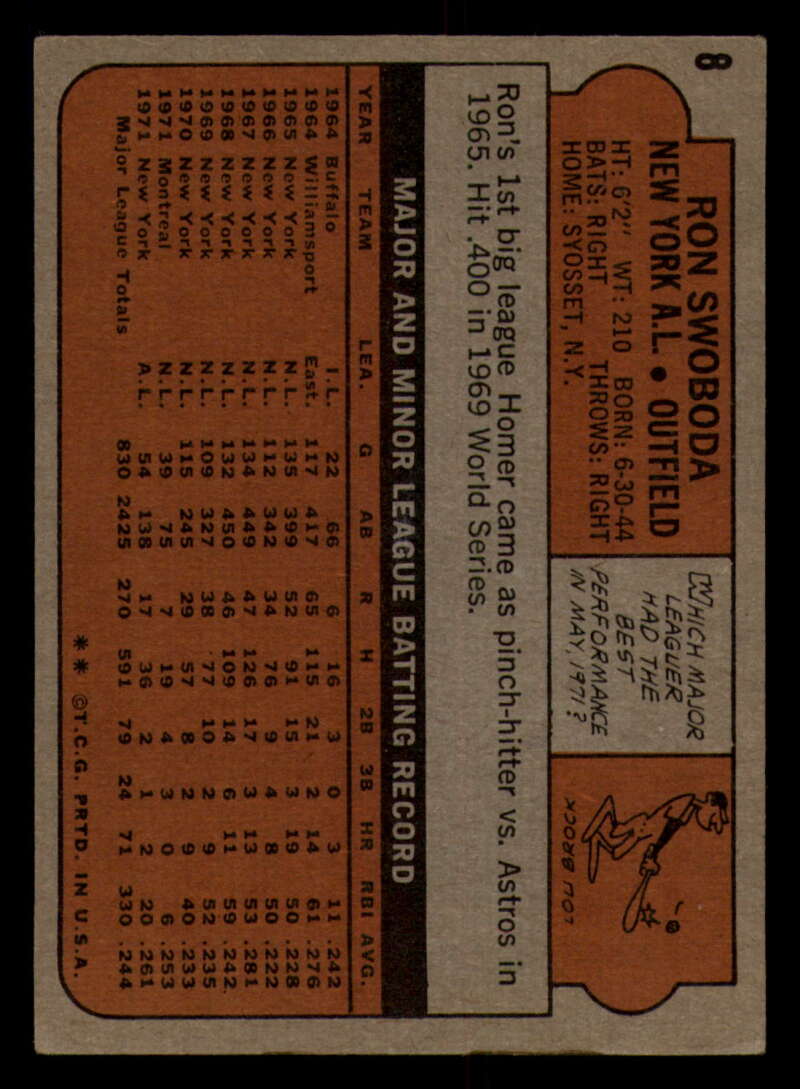 8
RON SWOBODA
NEW YORK A.L. • OUTFIELD
HT: 6'2" WT: 210 BORN: 6-30-44
BATS: RIGHT THROWS: RIGHT
HOME: SYOSSET, N.Y.
WHICH MAJOR
LEAGUER
HAD THE
BEST
PERFORMANCE
IN MAY, 1971?
LOU BROCK
Ron's 1st big league Homer came as pinch-hitter vs. Astros in
1965. Hit .400 in 1969 World Series.
MAJOR AND MINOR LEAGUE BATTING RECORD
YEAR TEAM LEA. G AB R H 2B 3B HR RBI AVG.
1964 Buffalo I.L. 22 66 6 16 3 0 3 11 .242
1964 Williamsport East. 117 417 65 115 21 2 14 61 .276
1965 New York N.L. 135 399 52 91 15 3 19 50 .228
1966 New York N.L. 112 342 34 76 9 4 8 50 .222
1967 New York N.L. 134 449 47 126 17 3 13 53 .281
1968 New York N.L. 132 450 46 109 14 6 11 59 .242
1969 New York N.L. 109 327 38 77 10 2 9 52 .235
1970 New York N.L. 115 245 29 57 8 2 9 40 .233
1971 Montreal N.L. 39 75 7 19 4 3 0 6 .253
1971 New York A.L. 54 138 17 36 2 1 2 20 .261
Major League Totals 830 2425 270 591 79 24 71 330 .244
** ©T.C.G. PRTD. IN U.S.A.